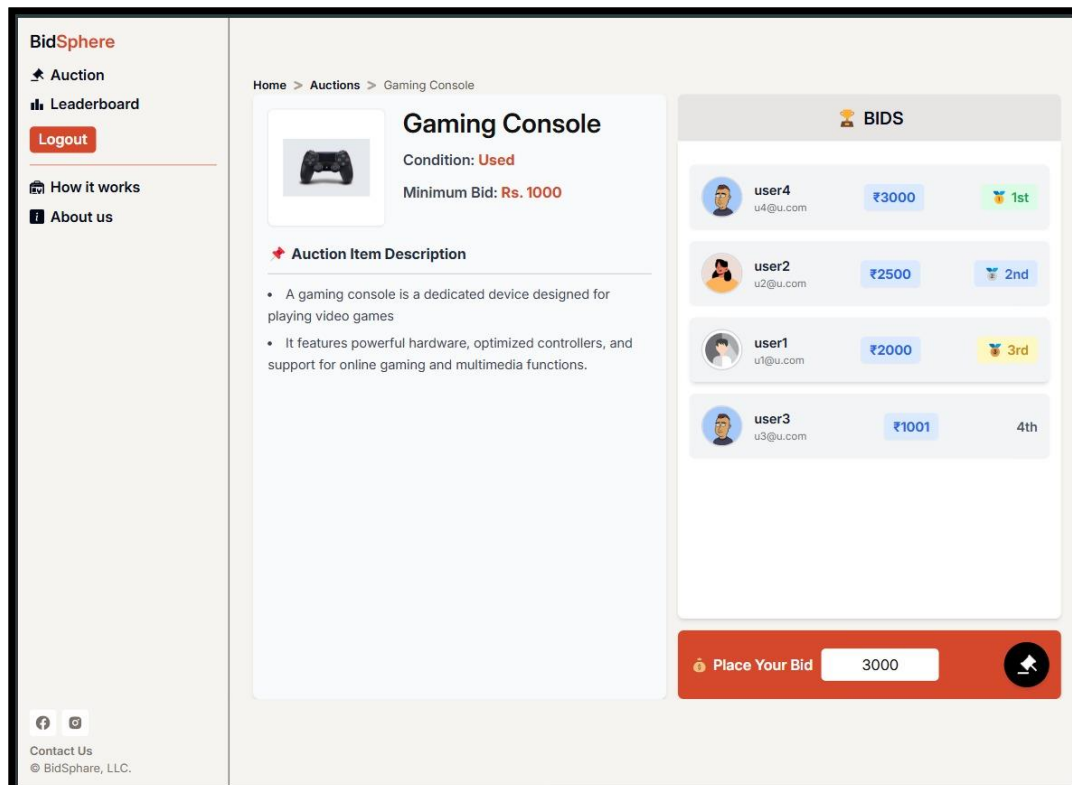 BidSphere
Auction
Leaderboard
Logout
How it works
About us
Contact Us
© BidSphare, LLC.
Home > Auctions > Gaming Console
Gaming Console
Condition: Used
Minimum Bid: Rs. 1000
Auction Item Description
• A gaming console is a dedicated device designed for
playing video games
• It features powerful hardware, optimized controllers, and
support for online gaming and multimedia functions.
BIDS
user4
u4@u.com
₹3000
1st
user2
u2@u.com
₹2500
2nd
user1
u1@u.com
₹2000
3rd
user3
u3@u.com
₹1001
4th
Place Your Bid 3000